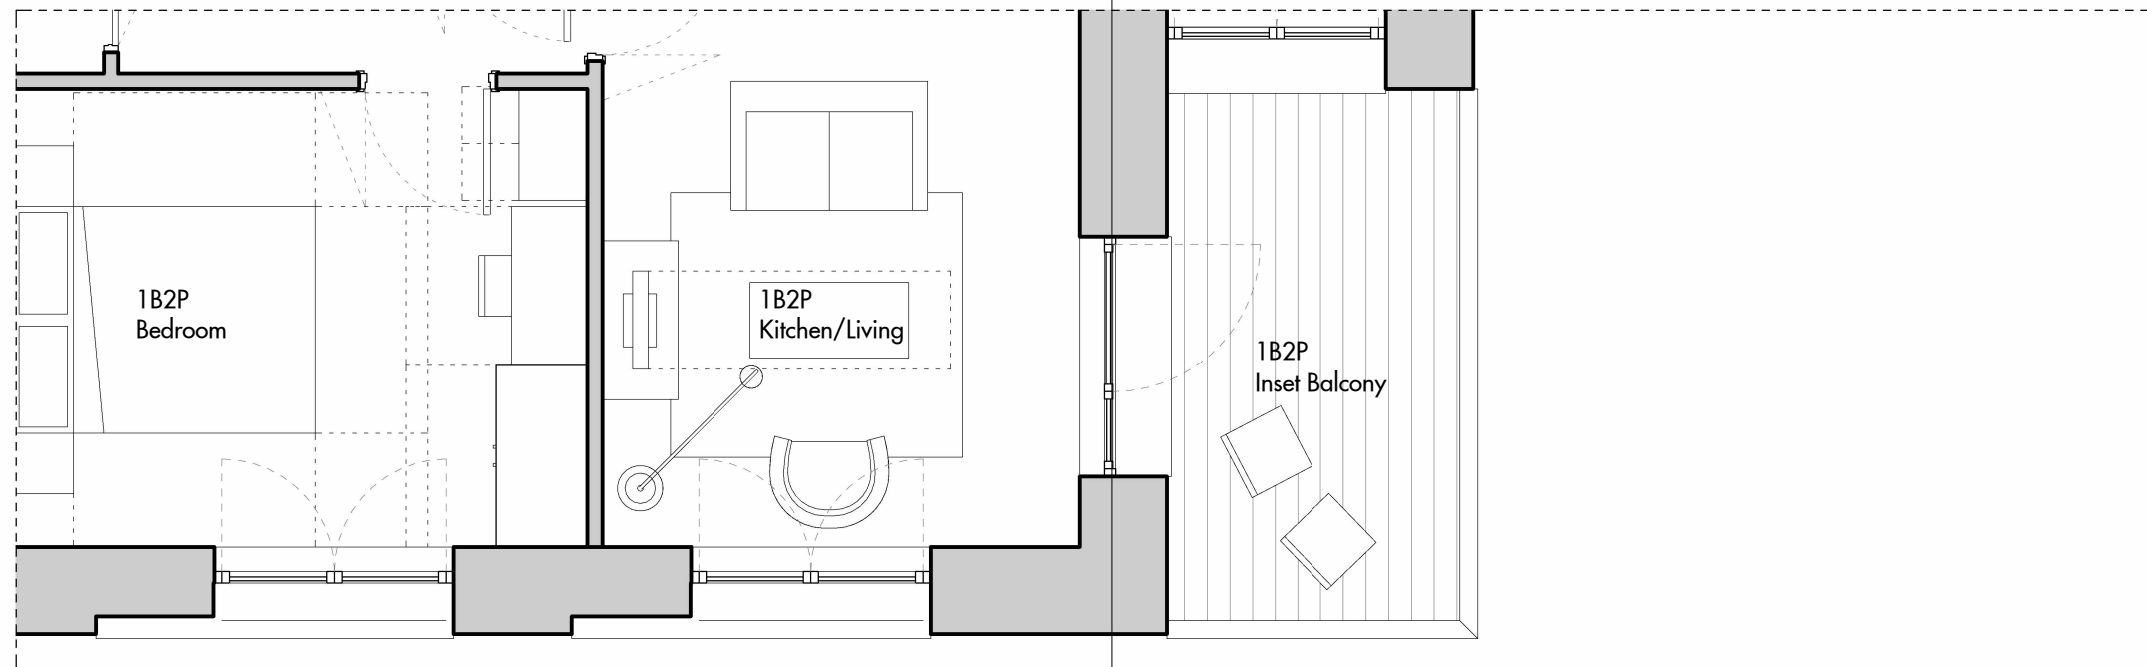 1B2P
Bedroom
1B2P
Kitchen/Living
1B2P
Inset Balcony